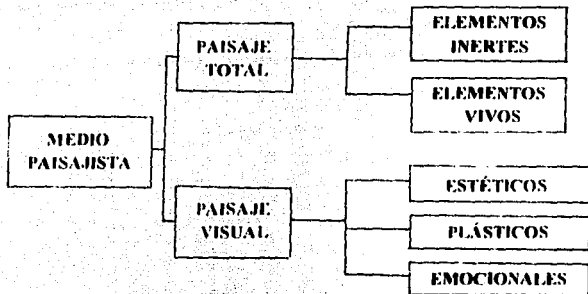 MEDIO
PAISAJISTA
PAISAJE
TOTAL
ELEMENTOS
INERTES
ELEMENTOS
VIVOS
PAISAJE
VISUAL
ESTÉTICOS
PLÁSTICOS
EMOCIONALES